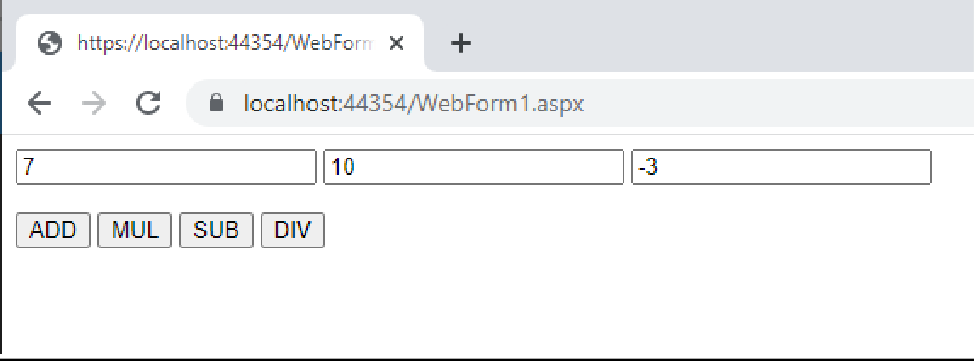 https://localhost:44354/WebForm
localhost:44354/WebForm1.aspx
7 10 -3
ADD MUL SUB DIV